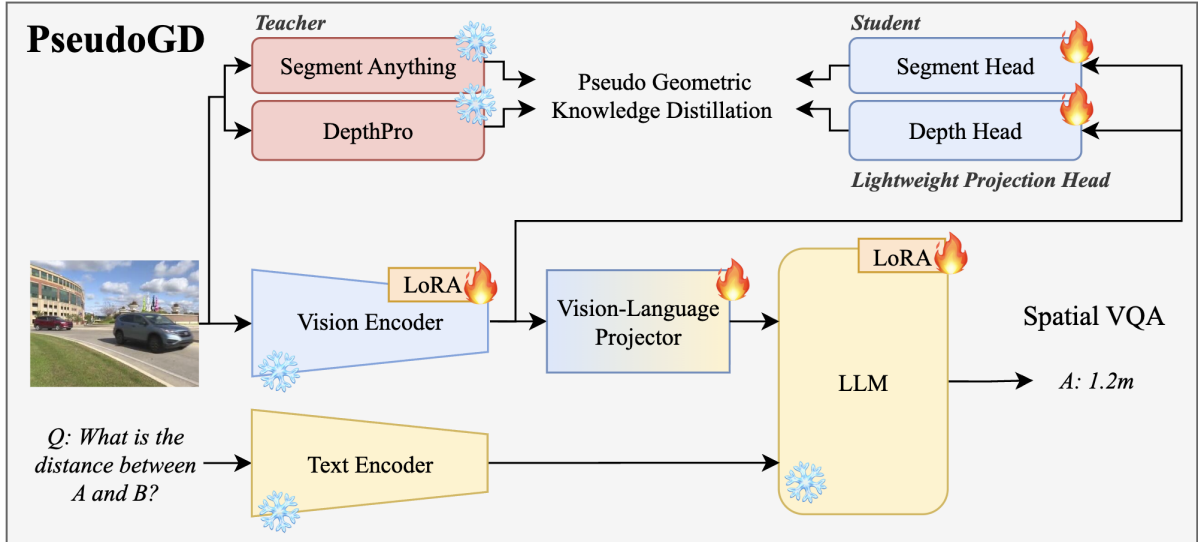 PseudoGD
Teacher
Segment Anything
DepthPro
Pseudo Geometric
Knowledge Distillation
Student
Segment Head
Depth Head
Lightweight Projection Head
LoRA
Vision Encoder
Vision-Language
Projector
LoRA
LLM
Spatial VQA
A: 1.2m
Q: What is the
distance between
A and B?
Text Encoder